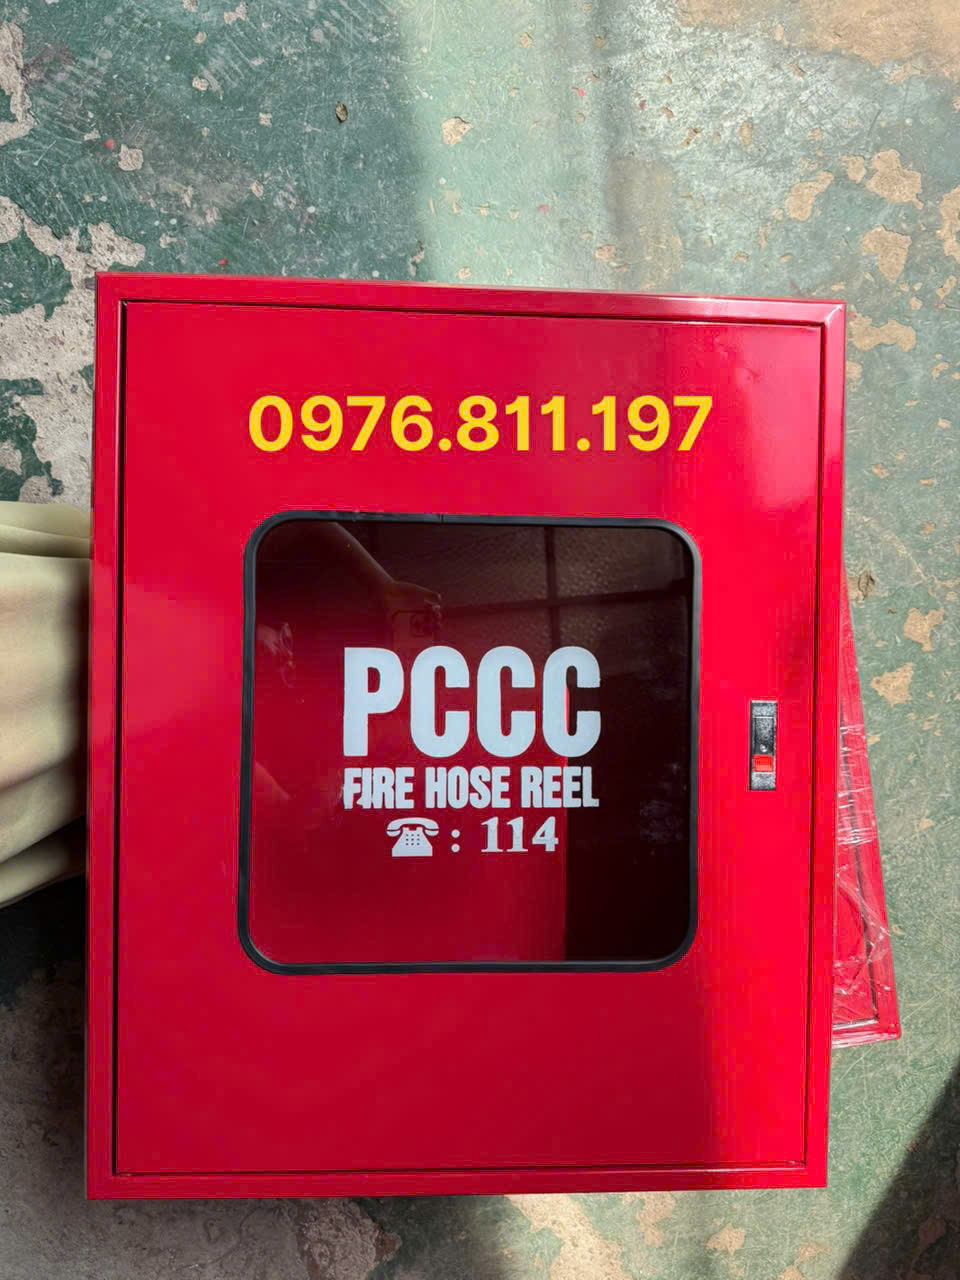 0976.811.197
PCCC
FIRE HOSE REEL
☎: 114